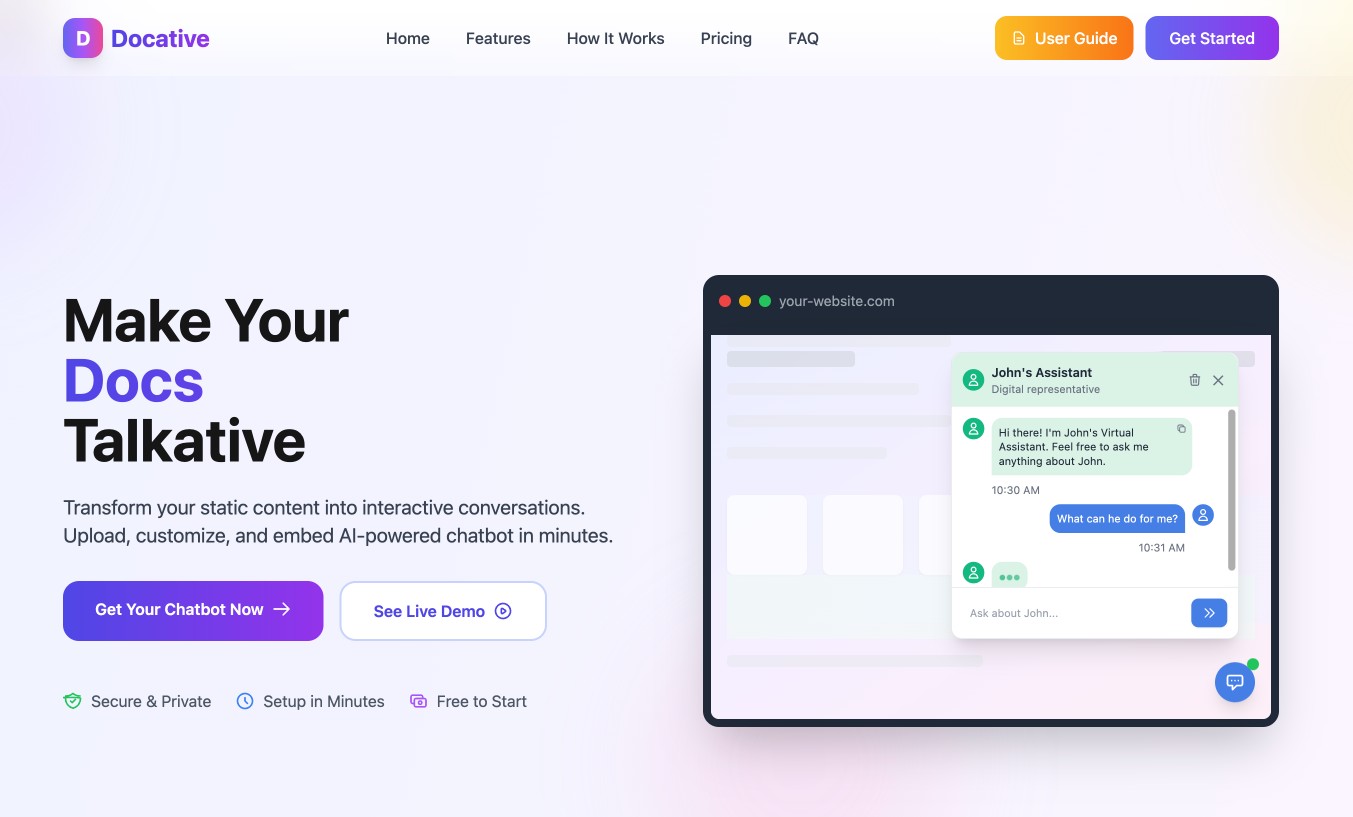 D Docative
Home Features How It Works Pricing FAQ
User Guide
Get Started
Make Your
Docs
Talkative
Transform your static content into interactive conversations.
Upload, customize, and embed AI-powered chatbot in minutes.
Get Your Chatbot Now
See Live Demo
Secure & Private
Setup in Minutes
Free to Start
your-website.com
John's Assistant
Digital representative
Hi there! I'm John's Virtual
Assistant. Feel free to ask me
anything about John.
10:30 AM
What can he do for me?
10:31 AM
Ask about John...